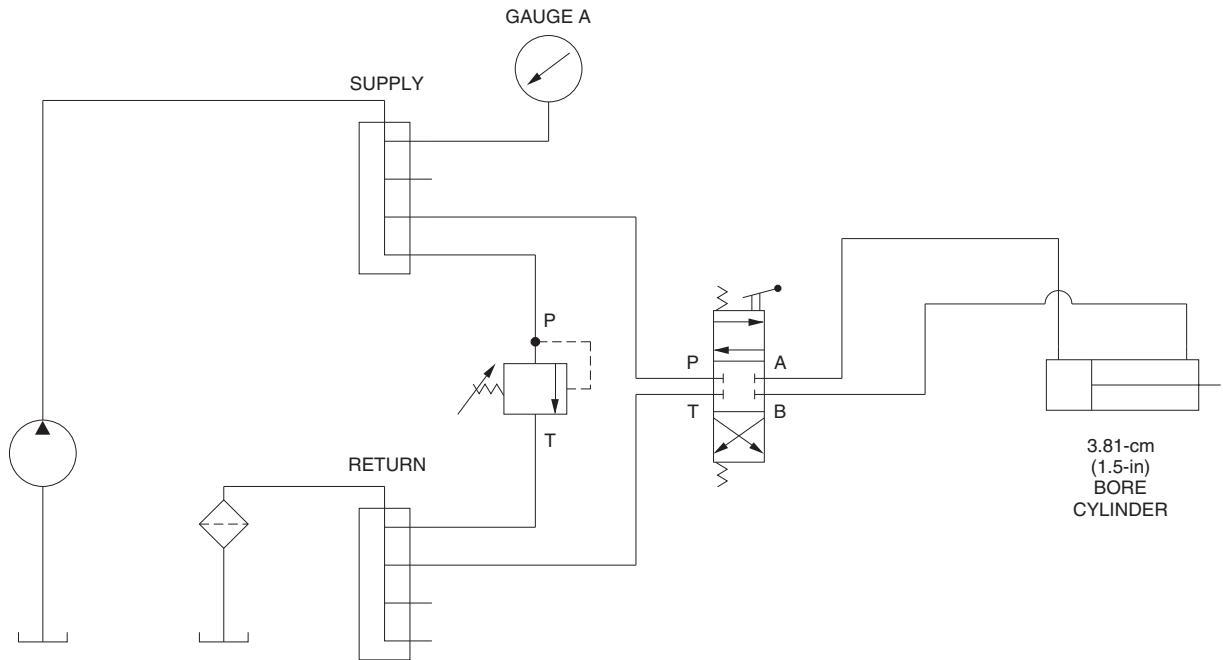 GAUGE A
SUPPLY
P
P
A
T
B
T
RETURN
3.81-cm
(1.5-in)
BORE
CYLINDER